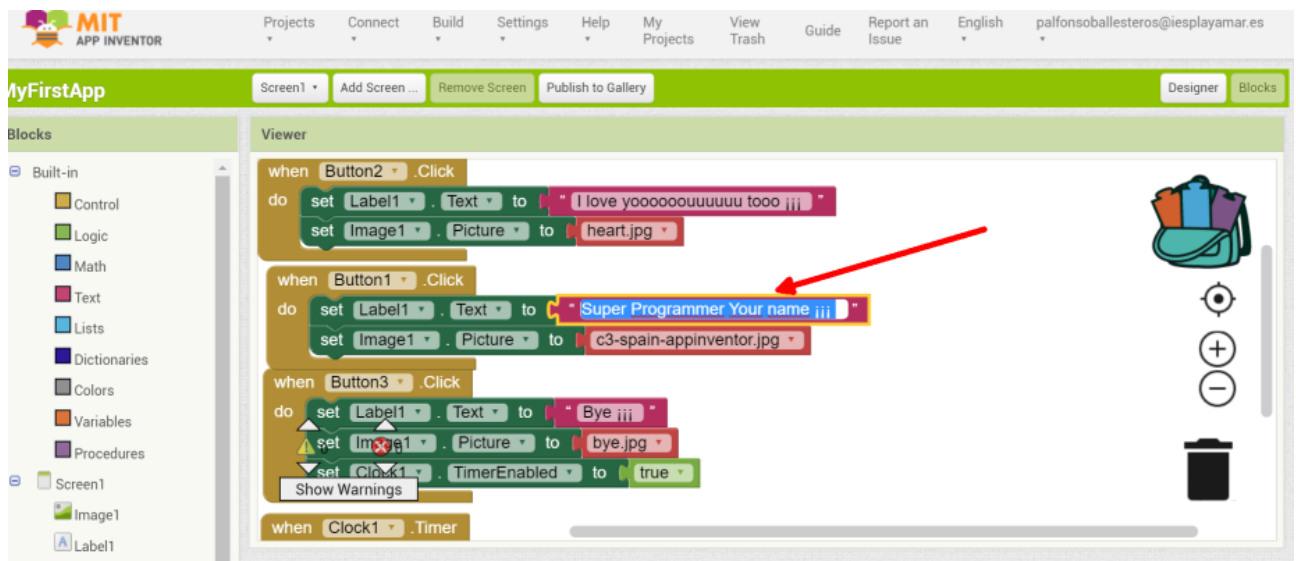 MIT
APP INVENTOR
Projects Connect Build Settings Help My Projects View Trash Guide Report an Issue English palfonsoballesteros@iesplayamar.es
MyFirstApp Screen1 Add Screen ... Remove Screen Publish to Gallery Designer Blocks
Blocks Viewer
Built-in
Control
Logic
Math
Text
Lists
Dictionaries
Colors
Variables
Procedures
Screen1
Image1
Label1
when Button2 .Click
do set Label1 . Text to " I love yoooooouuuuuu tooo ¡¡¡ "
set Image1 . Picture to heart.jpg
when Button1 .Click
do set Label1 . Text to " Super Programmer Your name ¡¡¡ "
set Image1 . Picture to c3-spain-appinventor.jpg
when Button3 .Click
do set Label1 . Text to " Bye ¡¡¡ "
set Image1 . Picture to bye.jpg
set Clock1 . TimerEnabled to true
0 0
Show Warnings
when Clock1 .Timer